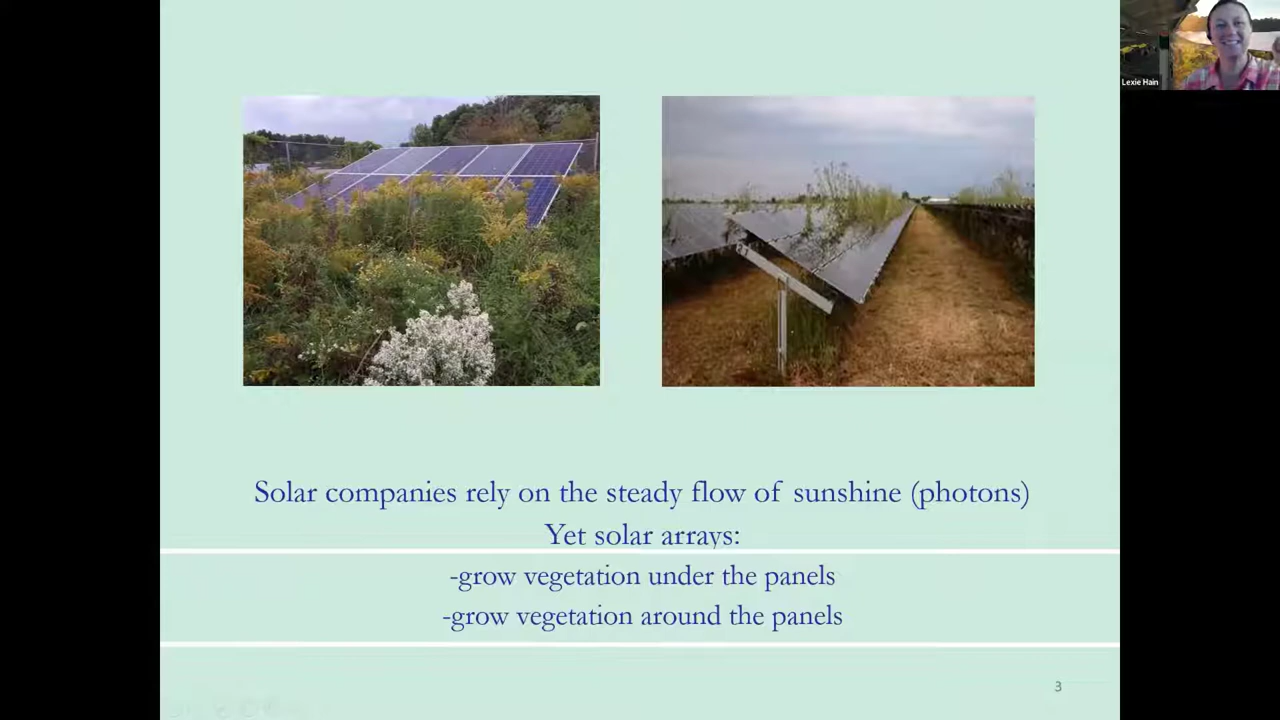 Lexie Hain
Solar companies rely on the steady flow of sunshine (photons)
Yet solar arrays:
-grow vegetation under the panels
-grow vegetation around the panels
3